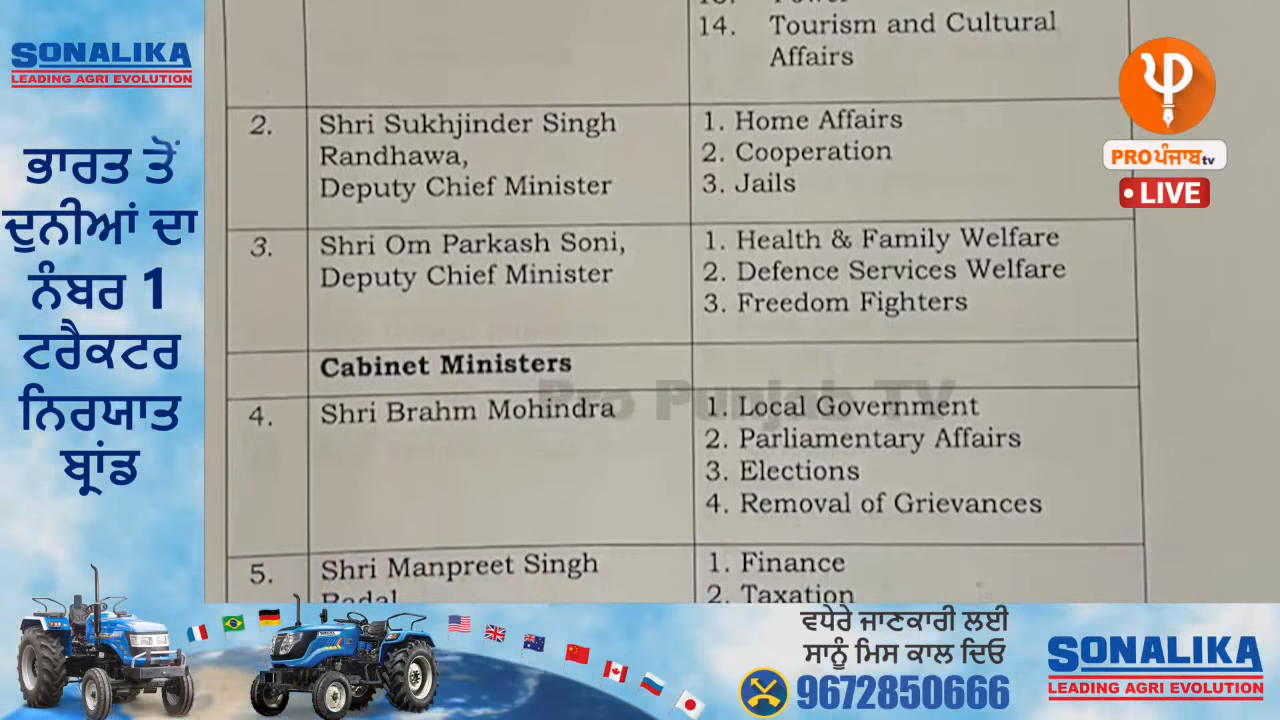 SONALIKA
LEADING AGRI EVOLUTION
ਭਾਰਤ ਤੋਂ
ਦੁਨੀਆਂ ਦਾ
ਨੰਬਰ 1
ਟਰੈਕਟਰ
ਨਿਰਯਾਤ
ਬ੍ਰਾਂਡ
14. Tourism and Cultural
Affairs
2. Shri Sukhjinder Singh
Randhawa,
Deputy Chief Minister
1. Home Affairs
2. Cooperation
3. Jails
3. Shri Om Parkash Soni,
Deputy Chief Minister
1. Health & Family Welfare
2. Defence Services Welfare
3. Freedom Fighters
Cabinet Ministers
4. Shri Brahm Mohindra
1. Local Government
2. Parliamentary Affairs
3. Elections
4. Removal of Grievances
5. Shri Manpreet Singh
1. Finance
2. Taxation
Pro Punjab TV
PRO ਪੰਜਾਬ tv
• LIVE
ਵਧੇਰੇ ਜਾਣਕਾਰੀ ਲਈ
ਸਾਨੂੰ ਮਿਸ ਕਾਲ ਦਿਓ
9672850666
SONALIKA
LEADING AGRI EVOLUTION